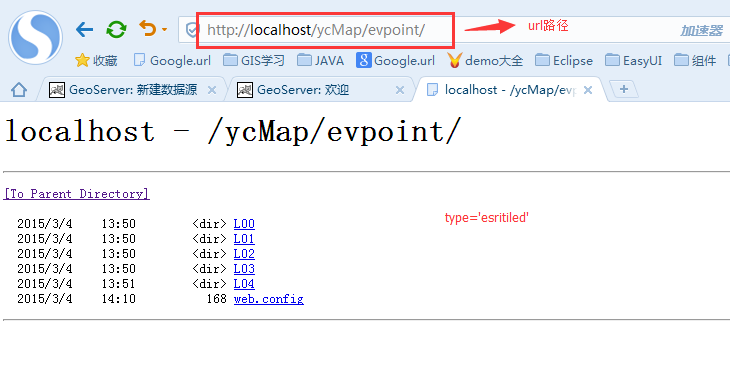 http://localhost/ycMap/evpoint/
url路径
加速器
收藏 Google.url GIS学习 JAVA Google.url demo大全 Eclipse EasyUI 组件
GeoServer: 新建数据源 GeoServer: 欢迎 localhost - /ycMap/evp
localhost - /ycMap/evpoint/
[To Parent Directory]
2015/3/4 13:50 <dir> L00
type='esritiled'
2015/3/4 13:50 <dir> L01
2015/3/4 13:50 <dir> L02
2015/3/4 13:50 <dir> L03
2015/3/4 13:51 <dir> L04
2015/3/4 14:10 168 web.config